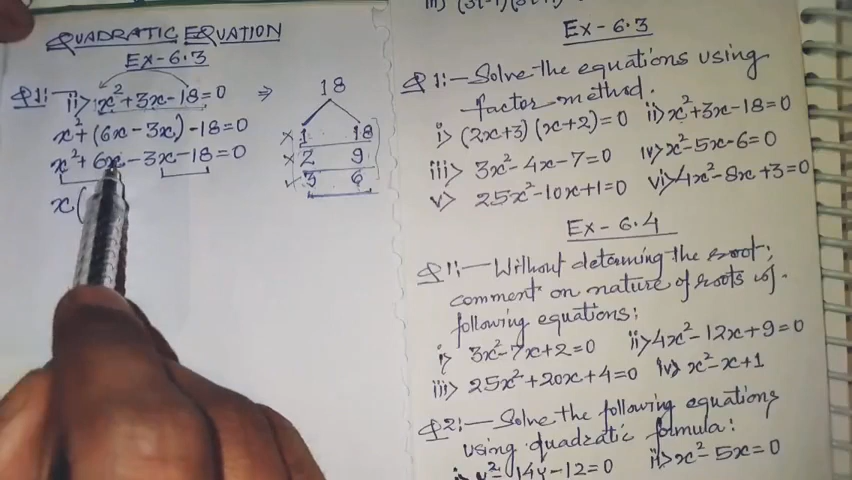 QUADRATIC EQUATION
Ex-6.3
Q1:- ii> x²+3x-18=0 ⇒ 18
x²+(6x-3x)-18=0 × 1 18
x²+6x-3x-18=0 × 2 9
✓ 3 6
x(
Ex-6.3
Q1:- Solve the equations using
factor method.
i> (2x+3)(x+2)=0 ii> x²+3x-18=0
iii> 3x²-4x-7=0 iv> x²-5x-6=0
v> 25x²-10x+1=0 vi> 4x²-8x+3=0
Ex-6.4
Q1:- Without deterning the root;
comment on nature of roots of.
following equations;
i> 3x²-7x+2=0 ii> 4x²-12x+9=0
iii> 25x²+20x+4=0 iv> x²-x+1
Q2:- Solve the following equations
using quadratic formula:
14y-12=0 ii> x²-5x=0